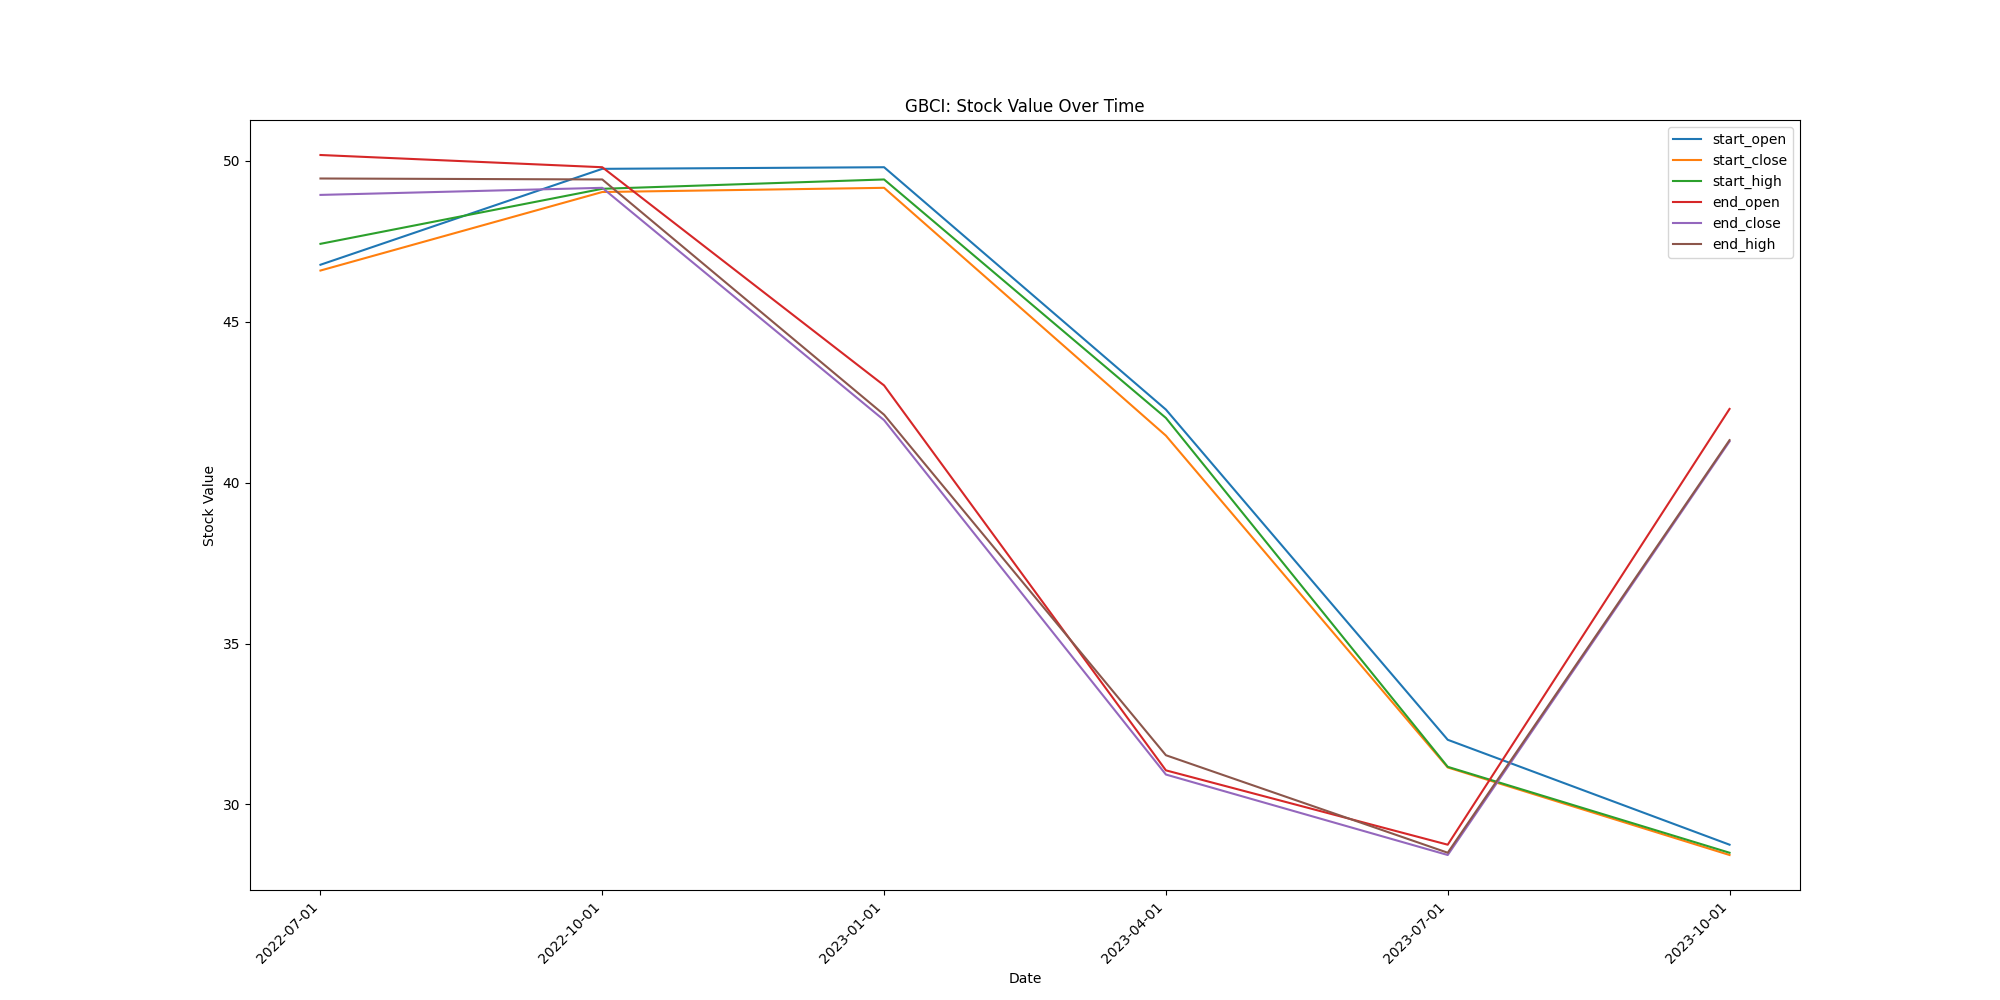 GBCI: Stock Value Over Time
start_open
start_close
start_high
end_open
end_close
end_high
50
45
40
35
30
Stock Value
2022-07-01
2022-10-01
2023-01-01
2023-04-01
2023-07-01
2023-10-01
Date